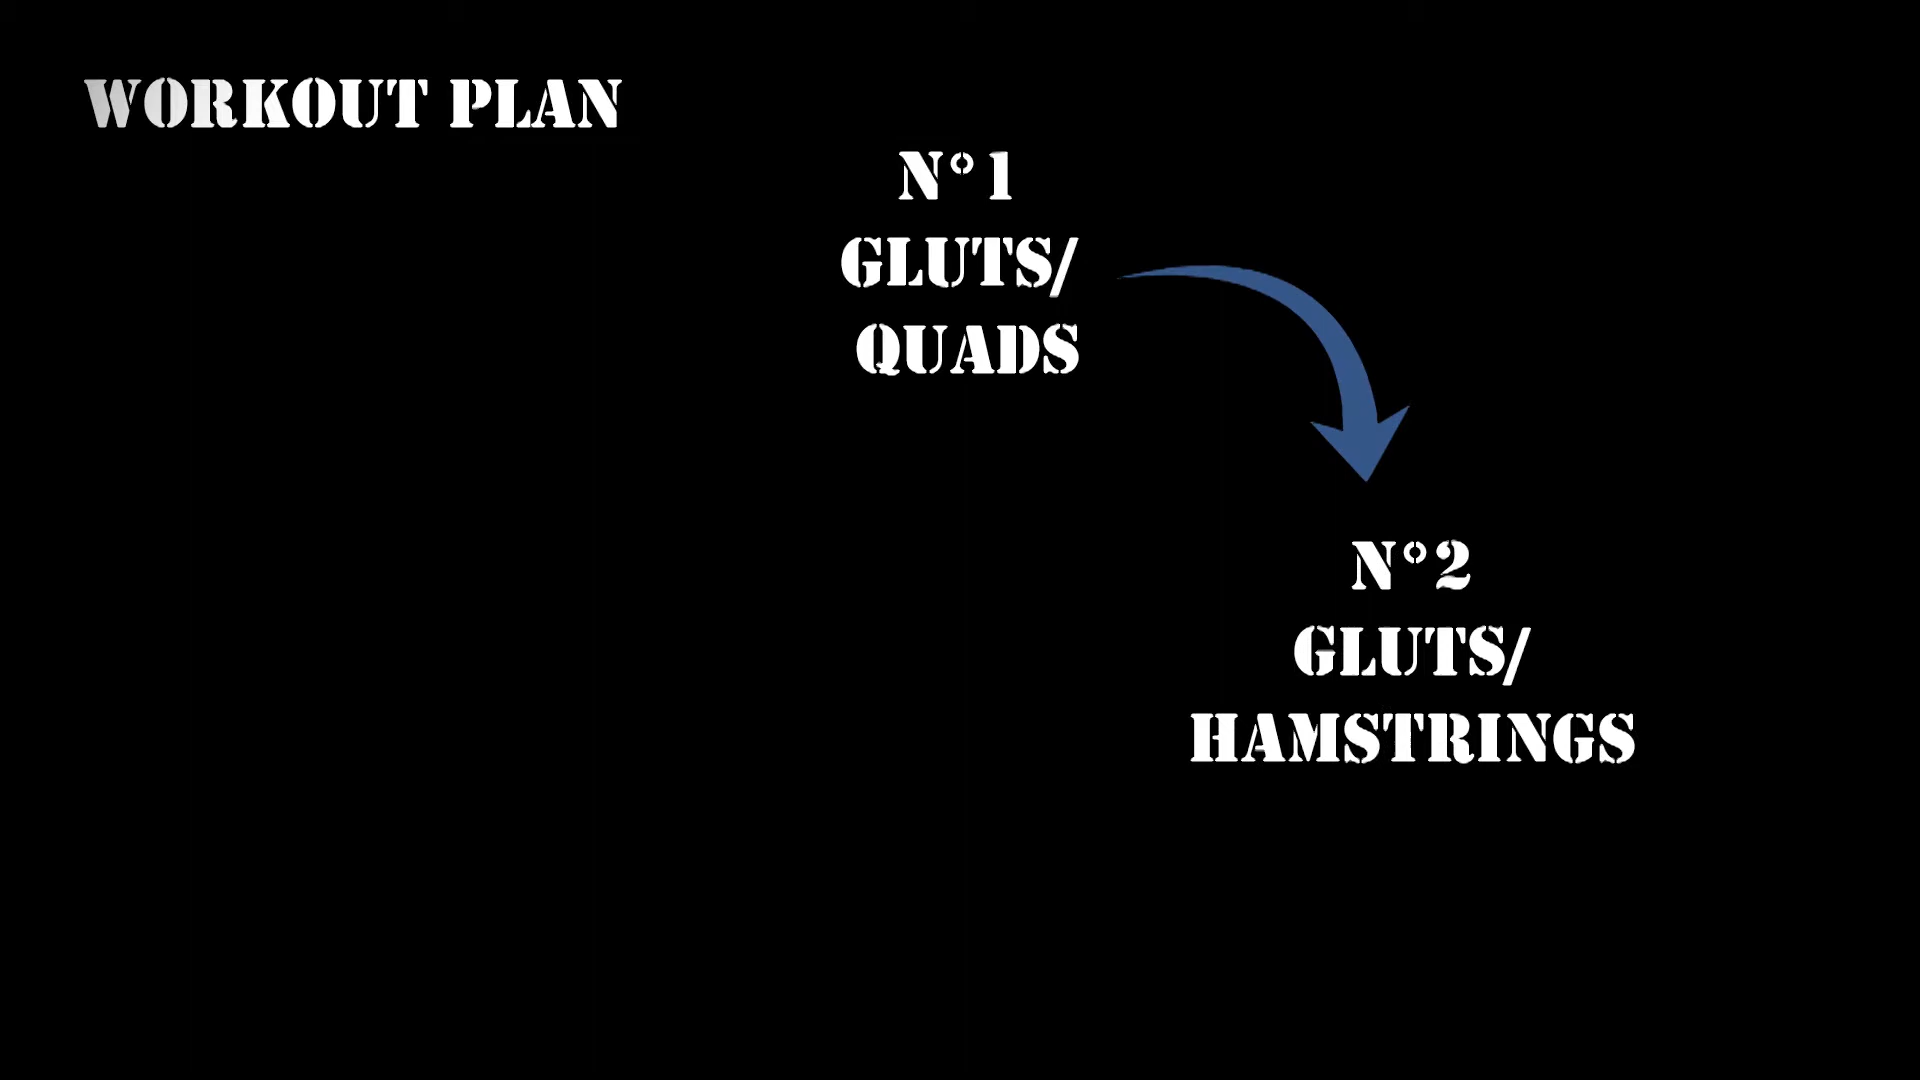 WORKOUT PLAN
N°1
GLUTS/
QUADS
N°2
GLUTS/
HAMSTRINGS